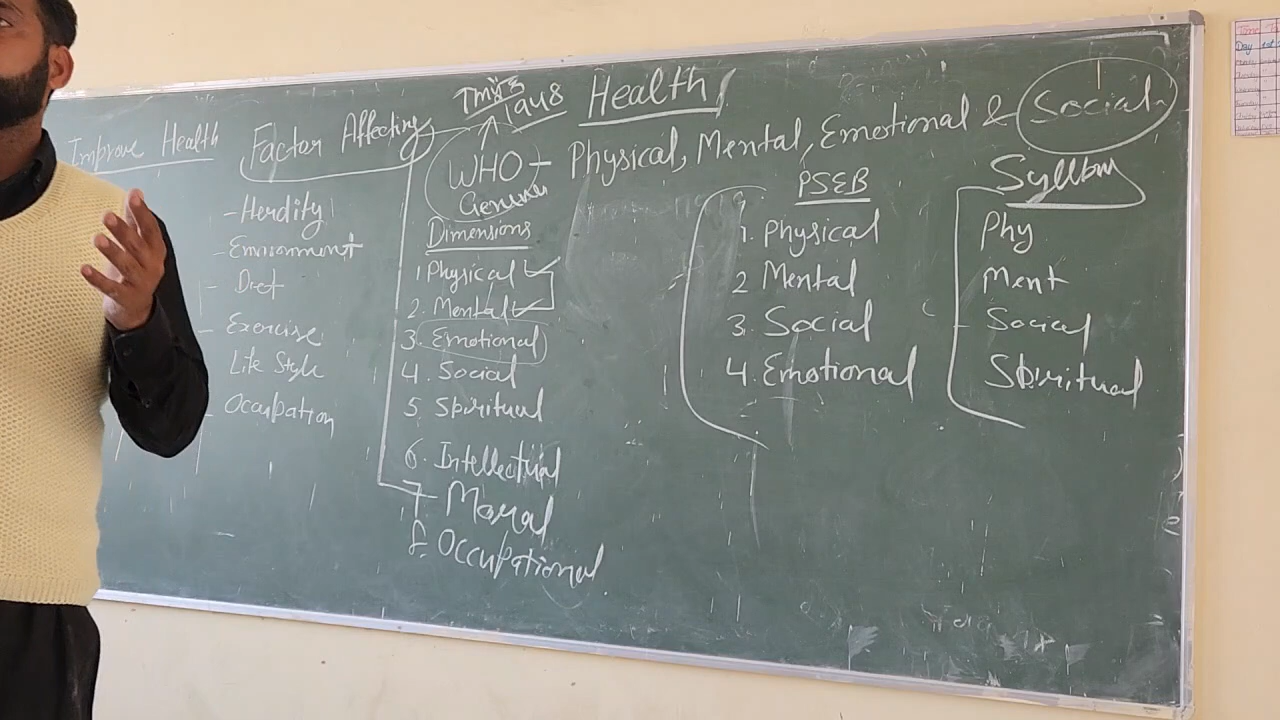 Health
1948
WHO - Physical, Mental, Emotional & Social
Improve Health
Factor Affecting
- Herdity
- Environment
- Diet
- Exercise
Life Style
- Occupation
Dimensions
1 Physical
2. Mental
3. Emotional
4. Social
5. Spiritual
6. Intellectual
7 Moral
8. Occupational
PSEB
1. Physical
2 Mental
3. Social
4. Emotional
Phy
Ment
Social
Spiritual
Day